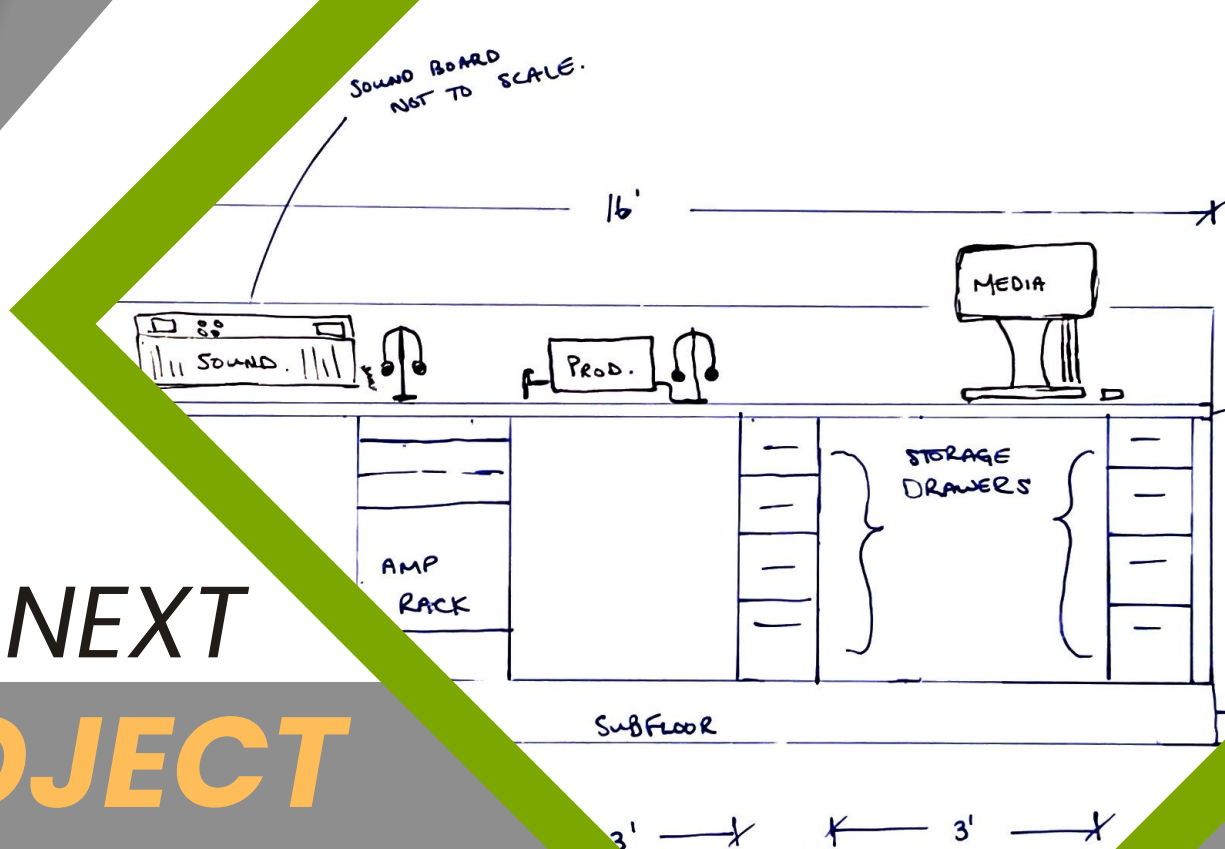 SOUND BOARD
NOT TO SCALE.
16'
MEDIA
SOUND.
PROD.
STORAGE
DRAWERS
AMP
RACK
NEXT
OJECT
SUBFLOOR
3'
3'